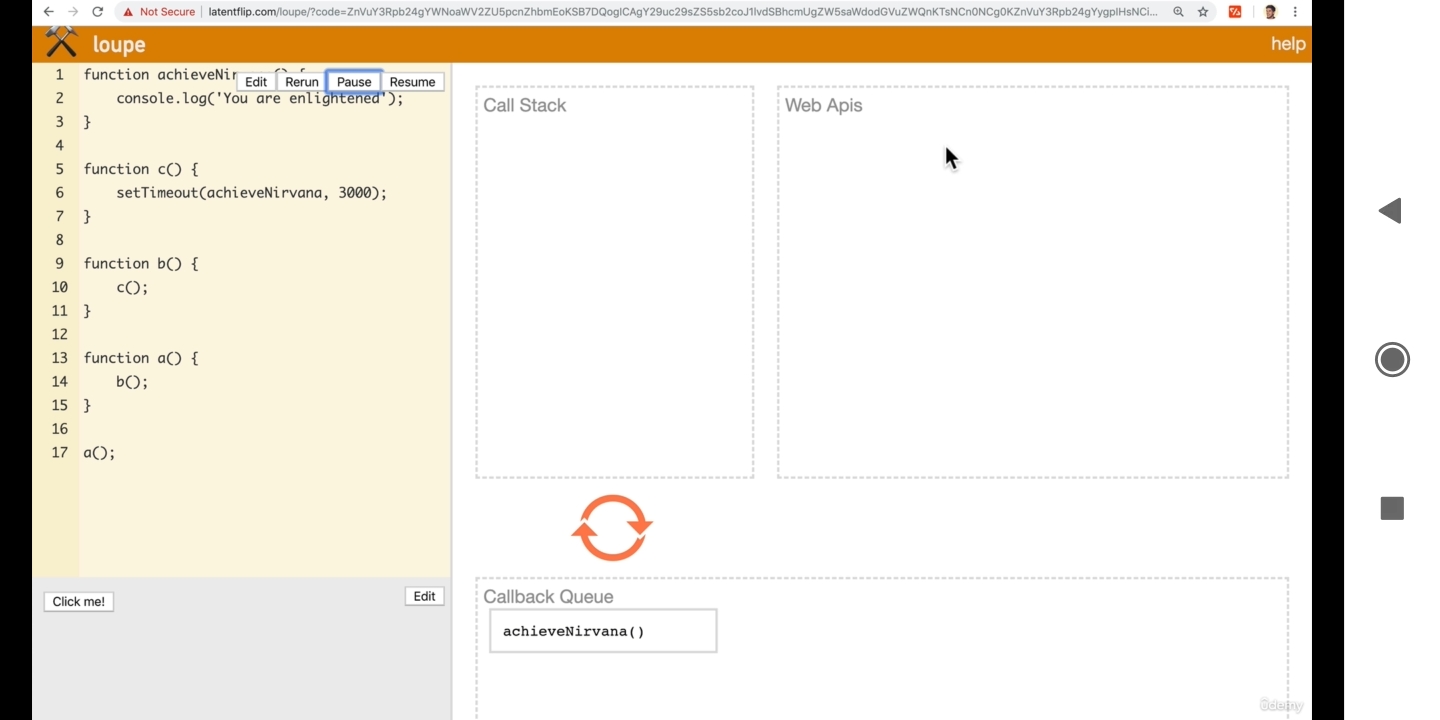 Not Secure | latentflip.com/loupe/?code=ZnVuY3Rpb24gYWNoaWV2ZU5pcnZhbmEoKSB7DQogICAgY29uc29sZS5sb2coJ1lvdSBhcmUgZW5saWdodGVuZWQnKTsNCn0NCg0KZnVuY3Rpb24gYygpIHsNCi...
loupe
help
Edit Rerun Pause Resume
1 function achieveNir
2 console.log('You are enlightened');
3 }
4
5 function c() {
6 setTimeout(achieveNirvana, 3000);
7 }
8
9 function b() {
10 c();
11 }
12
13 function a() {
14 b();
15 }
16
17 a();
Click me!
Edit
Call Stack
Web Apis
Callback Queue
achieveNirvana()
ûdemy